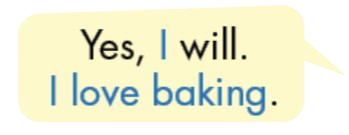 Yes, I will.
I love baking.